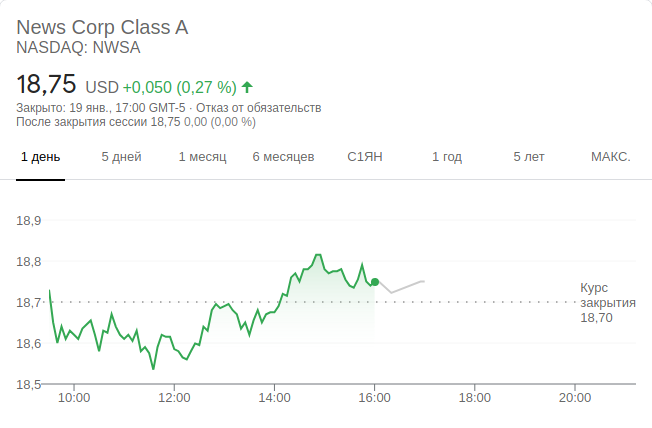 News Corp Class A
NASDAQ: NWSA
18,75 USD +0,050 (0,27 %)
Закрыто: 19 янв., 17:00 GMT-5 · Отказ от обязательств
После закрытия сессии 18,75 0,00 (0,00 %)
1 день 5 дней 1 месяц 6 месяцев С1ЯН 1 год 5 лет МАКС.
18,9
18,8
18,7
18,6
18,5
Курс
закрытия
18,70
10:00 12:00 14:00 16:00 18:00 20:00